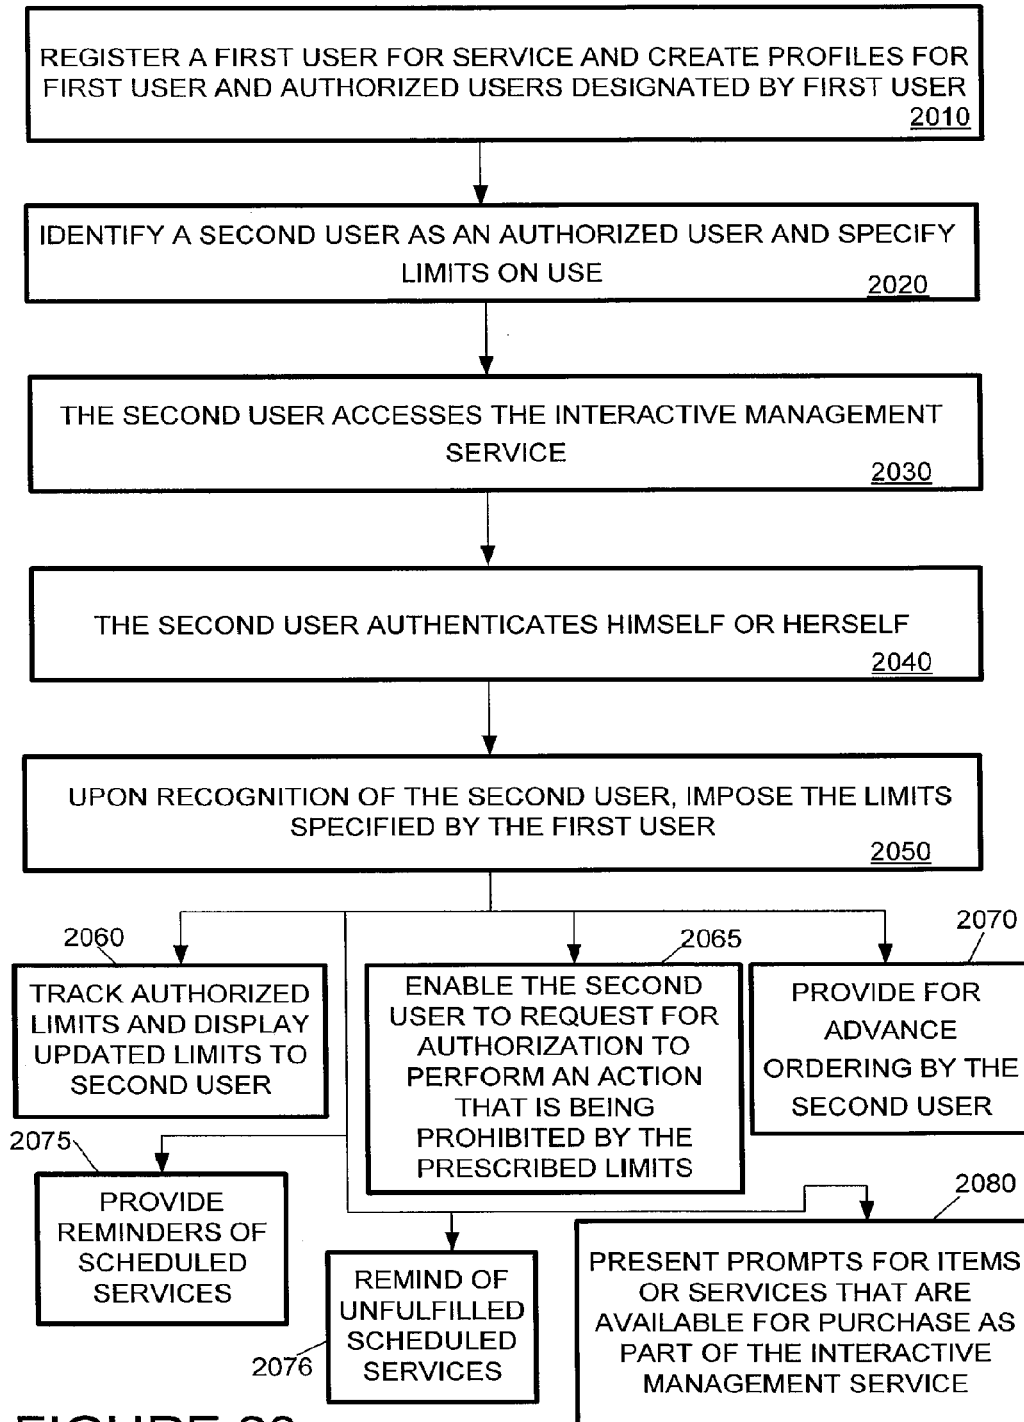 REGISTER A FIRST USER FOR SERVICE AND CREATE PROFILES FOR
FIRST USER AND AUTHORIZED USERS DESIGNATED BY FIRST USER
2010
IDENTIFY A SECOND USER AS AN AUTHORIZED USER AND SPECIFY
LIMITS ON USE
2020
THE SECOND USER ACCESSES THE INTERACTIVE MANAGEMENT
SERVICE
2030
THE SECOND USER AUTHENTICATES HIMSELF OR HERSELF
2040
UPON RECOGNITION OF THE SECOND USER, IMPOSE THE LIMITS
SPECIFIED BY THE FIRST USER
2050
2060
TRACK AUTHORIZED
LIMITS AND DISPLAY
UPDATED LIMITS TO
SECOND USER
2065
ENABLE THE SECOND
USER TO REQUEST FOR
AUTHORIZATION TO
PERFORM AN ACTION
THAT IS BEING
PROHIBITED BY THE
PRESCRIBED LIMITS
2070
PROVIDE FOR
ADVANCE
ORDERING BY THE
SECOND USER
2075
PROVIDE
REMINDERS OF
SCHEDULED
SERVICES
2076
REMIND OF
UNFULFILLED
SCHEDULED
SERVICES
2080
PRESENT PROMPTS FOR ITEMS
OR SERVICES THAT ARE
AVAILABLE FOR PURCHASE AS
PART OF THE INTERACTIVE
MANAGEMENT SERVICE
FIGURE